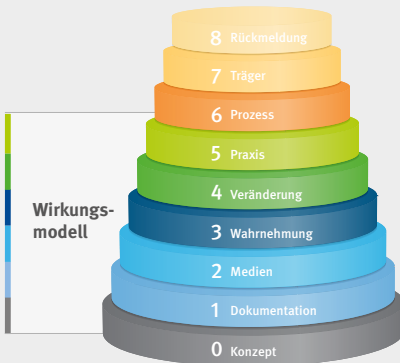 8 Rückmeldung
7 Träger
6 Prozess
5 Praxis
4 Veränderung
Wirkungs-
modell
3 Wahrnehmung
2 Medien
1 Dokumentation
0 Konzept